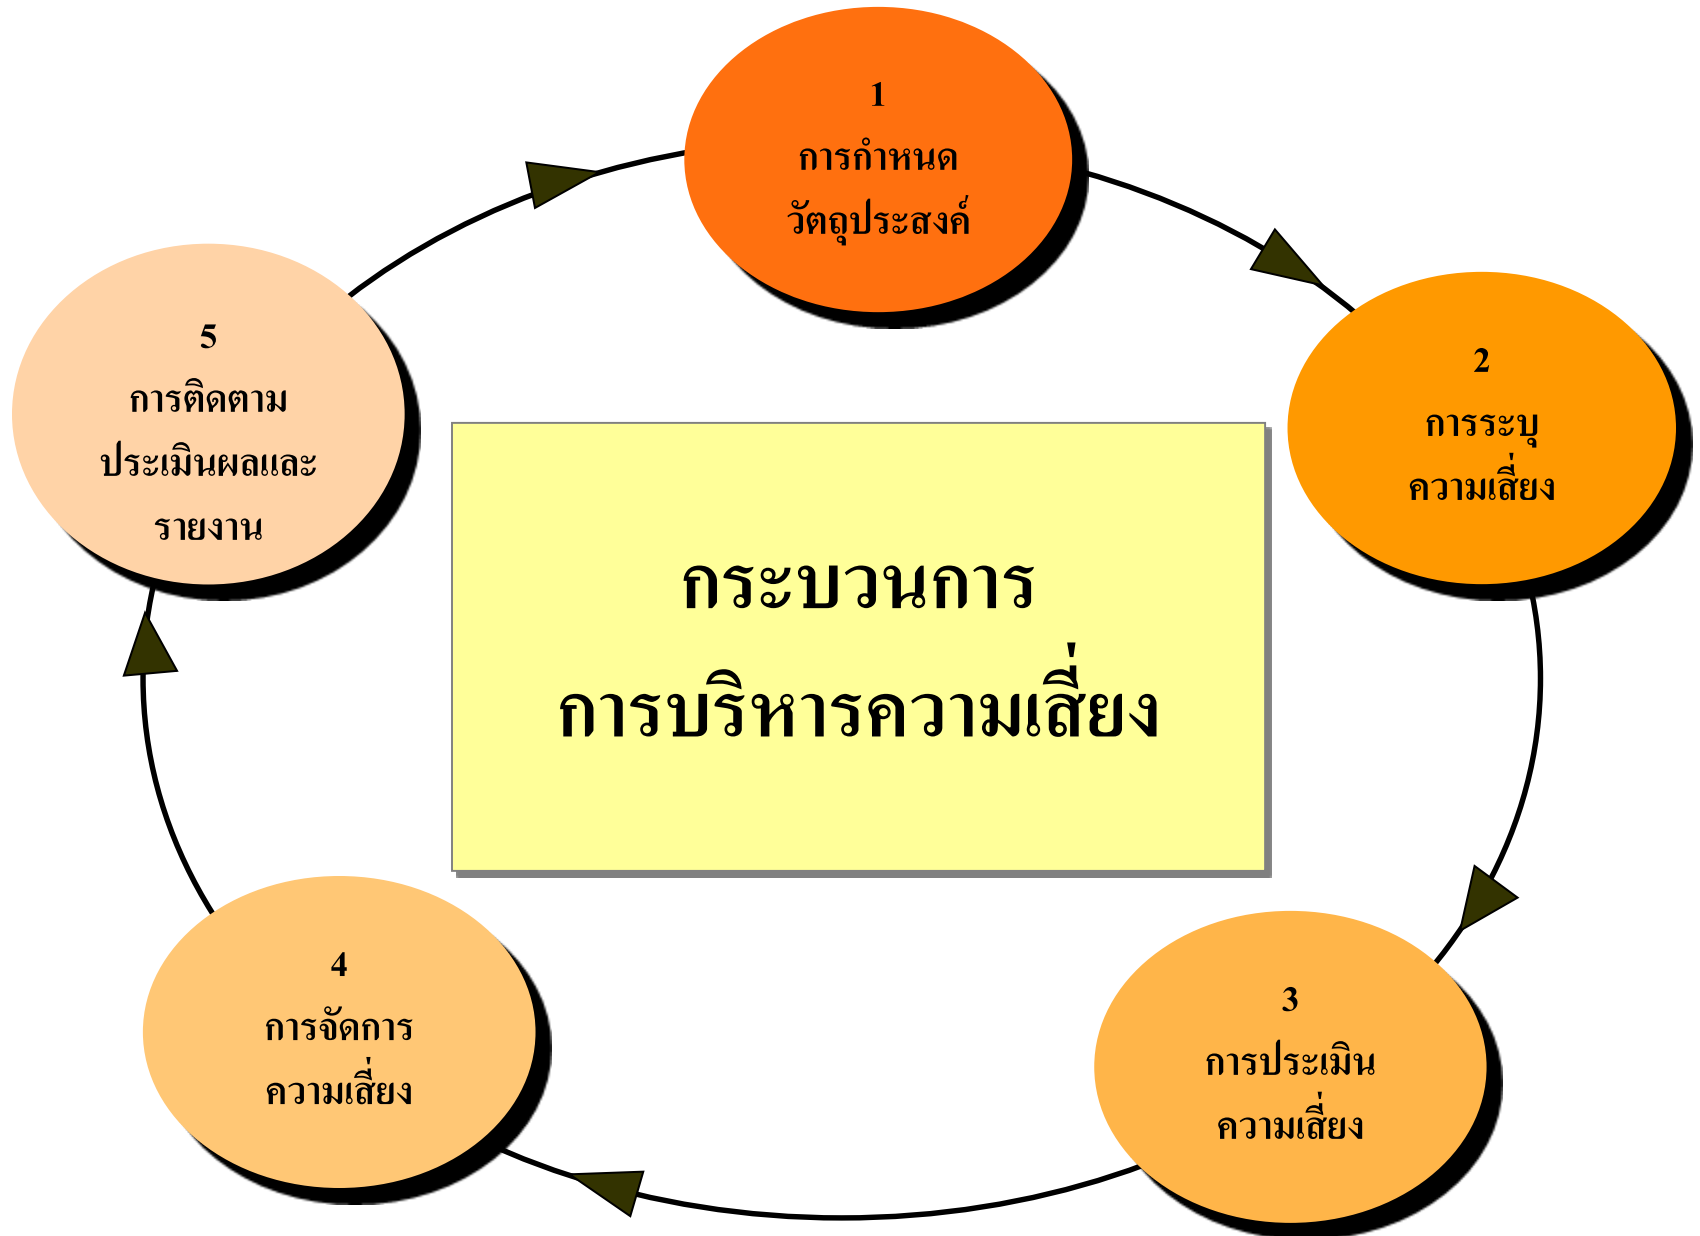 1
การกำหนด
วัตถุประสงค์
2
การระบุ
ความเสี่ยง
3
การประเมิน
ความเสี่ยง
4
การจัดการ
ความเสี่ยง
5
การติดตาม
ประเมินผลและ
รายงาน
กระบวนการ
การบริหารความเสี่ยง